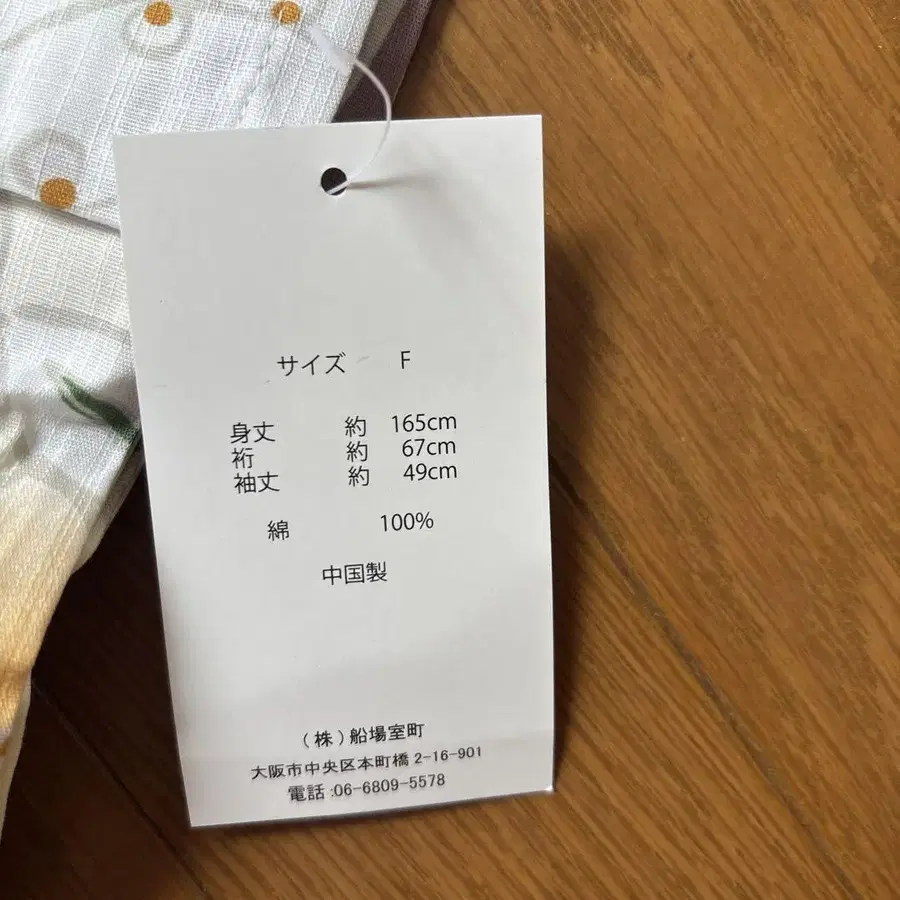 サイズ F
身丈 約 165cm
裄 約 67cm
袖丈 約 49cm
綿 100%
中国製
(株)船場室町
大阪市中央区本町橋 2-16-901
電話:06-6809-5578